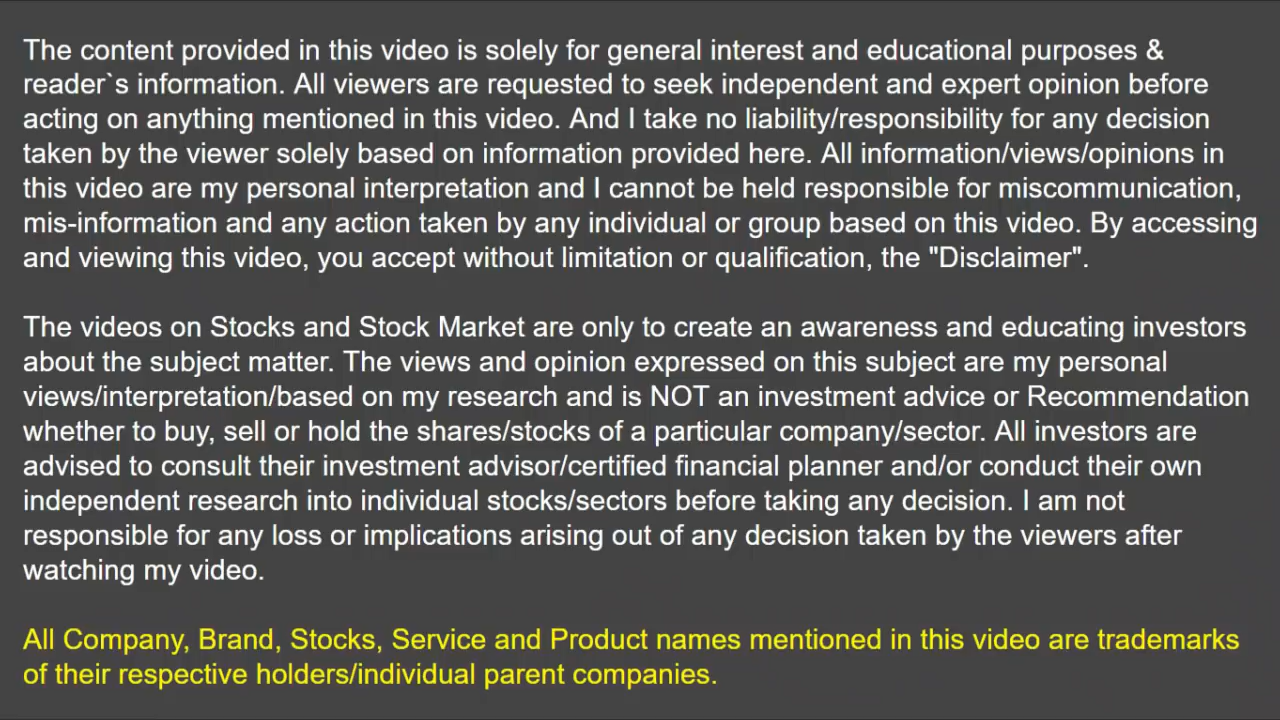 The content provided in this video is solely for general interest and educational purposes &
reader`s information. All viewers are requested to seek independent and expert opinion before
acting on anything mentioned in this video. And I take no liability/responsibility for any decision
taken by the viewer solely based on information provided here. All information/views/opinions in
this video are my personal interpretation and I cannot be held responsible for miscommunication,
mis-information and any action taken by any individual or group based on this video. By accessing
and viewing this video, you accept without limitation or qualification, the "Disclaimer".
The videos on Stocks and Stock Market are only to create an awareness and educating investors
about the subject matter. The views and opinion expressed on this subject are my personal
views/interpretation/based on my research and is NOT an investment advice or Recommendation
whether to buy, sell or hold the shares/stocks of a particular company/sector. All investors are
advised to consult their investment advisor/certified financial planner and/or conduct their own
independent research into individual stocks/sectors before taking any decision. I am not
responsible for any loss or implications arising out of any decision taken by the viewers after
watching my video.
All Company, Brand, Stocks, Service and Product names mentioned in this video are trademarks
of their respective holders/individual parent companies.